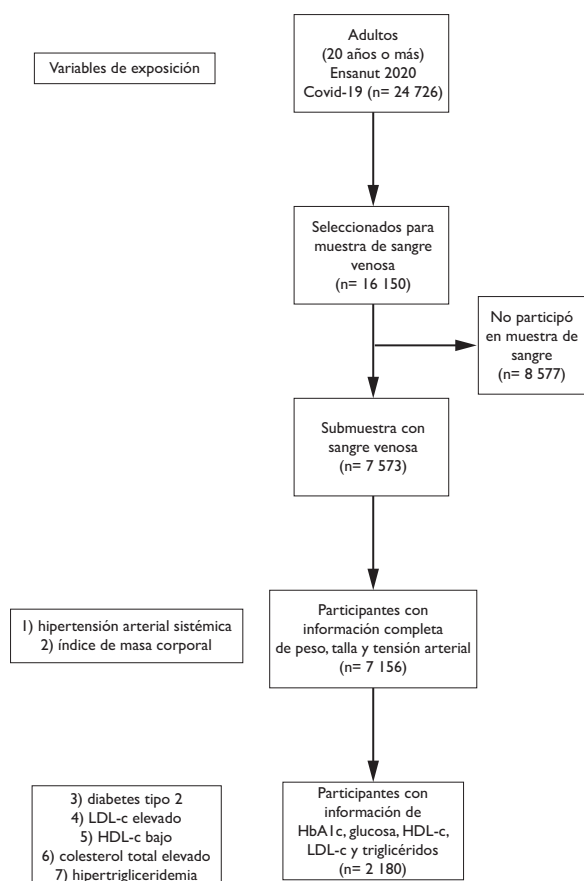 Variables de exposición
Adultos
(20 años o más)
Ensanut 2020
Covid-19 (n= 24 726)
Seleccionados para
muestra de sangre
venosa
(n= 16 150)
No participó
en muestra de
sangre
(n= 8 577)
Submuestra con
sangre venosa
(n= 7 573)
1) hipertensión arterial sistémica
2) índice de masa corporal
Participantes con
información completa
de peso, talla y tensión arterial
(n= 7 156)
3) diabetes tipo 2
4) LDL-c elevado
5) HDL-c bajo
6) colesterol total elevado
7) hipertrigliceridemia
Participantes con
información de
HbA1c, glucosa, HDL-c,
LDL-c y triglicéridos
(n= 2 180)